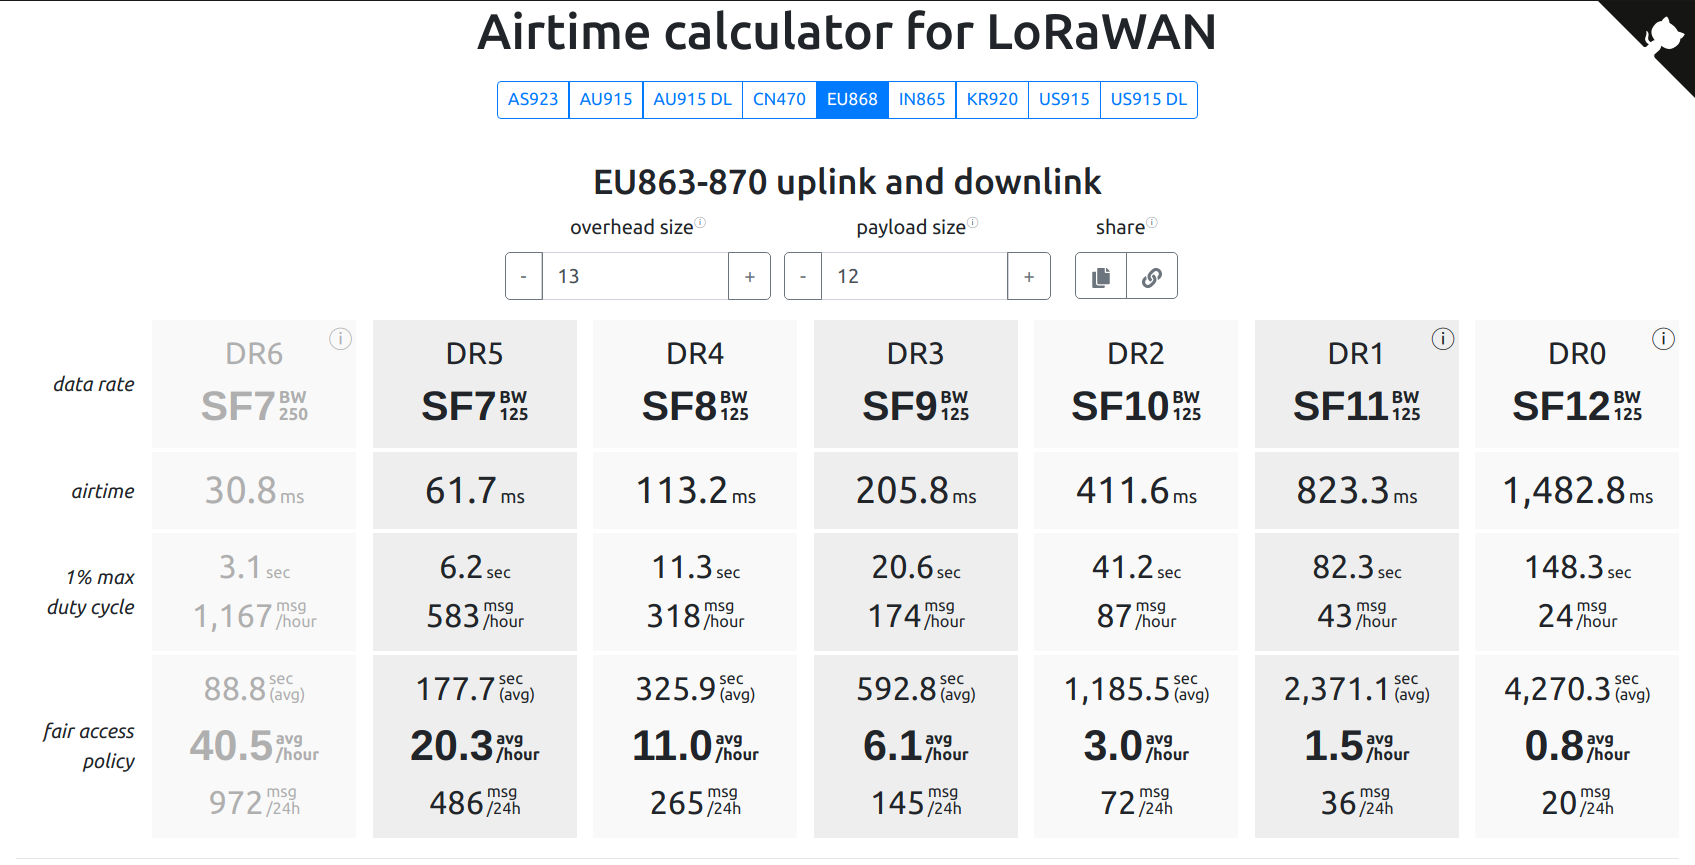 Airtime calculator for LoRaWAN
AS923 AU915 AU915 DL CN470 EU868 IN865 KR920 US915 US915 DL
EU863-870 uplink and downlink
overhead size payload size share
- 13 + - 12 +
data rate
DR6 DR5 DR4 DR3 DR2 DR1 DR0
SF7 BW 250 SF7 BW 125 SF8 BW 125 SF9 BW 125 SF10 BW 125 SF11 BW 125 SF12 BW 125
airtime 30.8 ms 61.7 ms 113.2 ms 205.8 ms 411.6 ms 823.3 ms 1,482.8 ms
1% max duty cycle
3.1 sec 6.2 sec 11.3 sec 20.6 sec 41.2 sec 82.3 sec 148.3 sec
1,167 msg /hour 583 msg /hour 318 msg /hour 174 msg /hour 87 msg /hour 43 msg /hour 24 msg /hour
fair access policy
88.8 sec (avg) 177.7 sec (avg) 325.9 sec (avg) 592.8 sec (avg) 1,185.5 sec (avg) 2,371.1 sec (avg) 4,270.3 sec (avg)
40.5 avg /hour 20.3 avg /hour 11.0 avg /hour 6.1 avg /hour 3.0 avg /hour 1.5 avg /hour 0.8 avg /hour
972 msg /24h 486 msg /24h 265 msg /24h 145 msg /24h 72 msg /24h 36 msg /24h 20 msg /24h